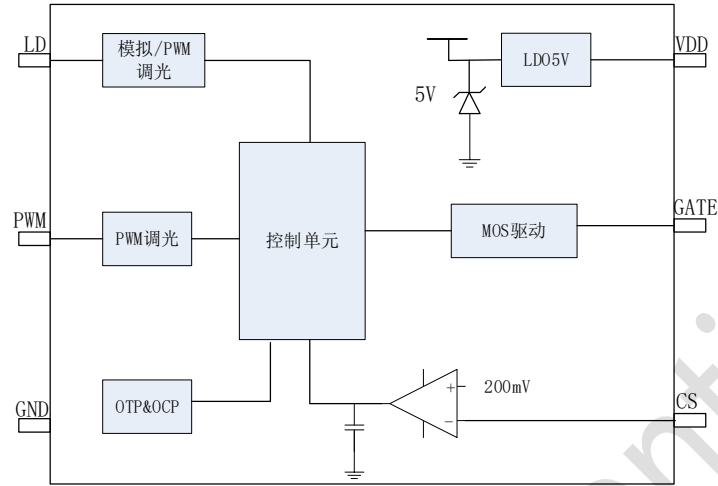 LD
模拟/PWM
调光
LDO5V
VDD
5V
PWM
PWM调光
控制单元
MOS驱动
GATE
GND
OTP&OCP
+
200mV
−
CS